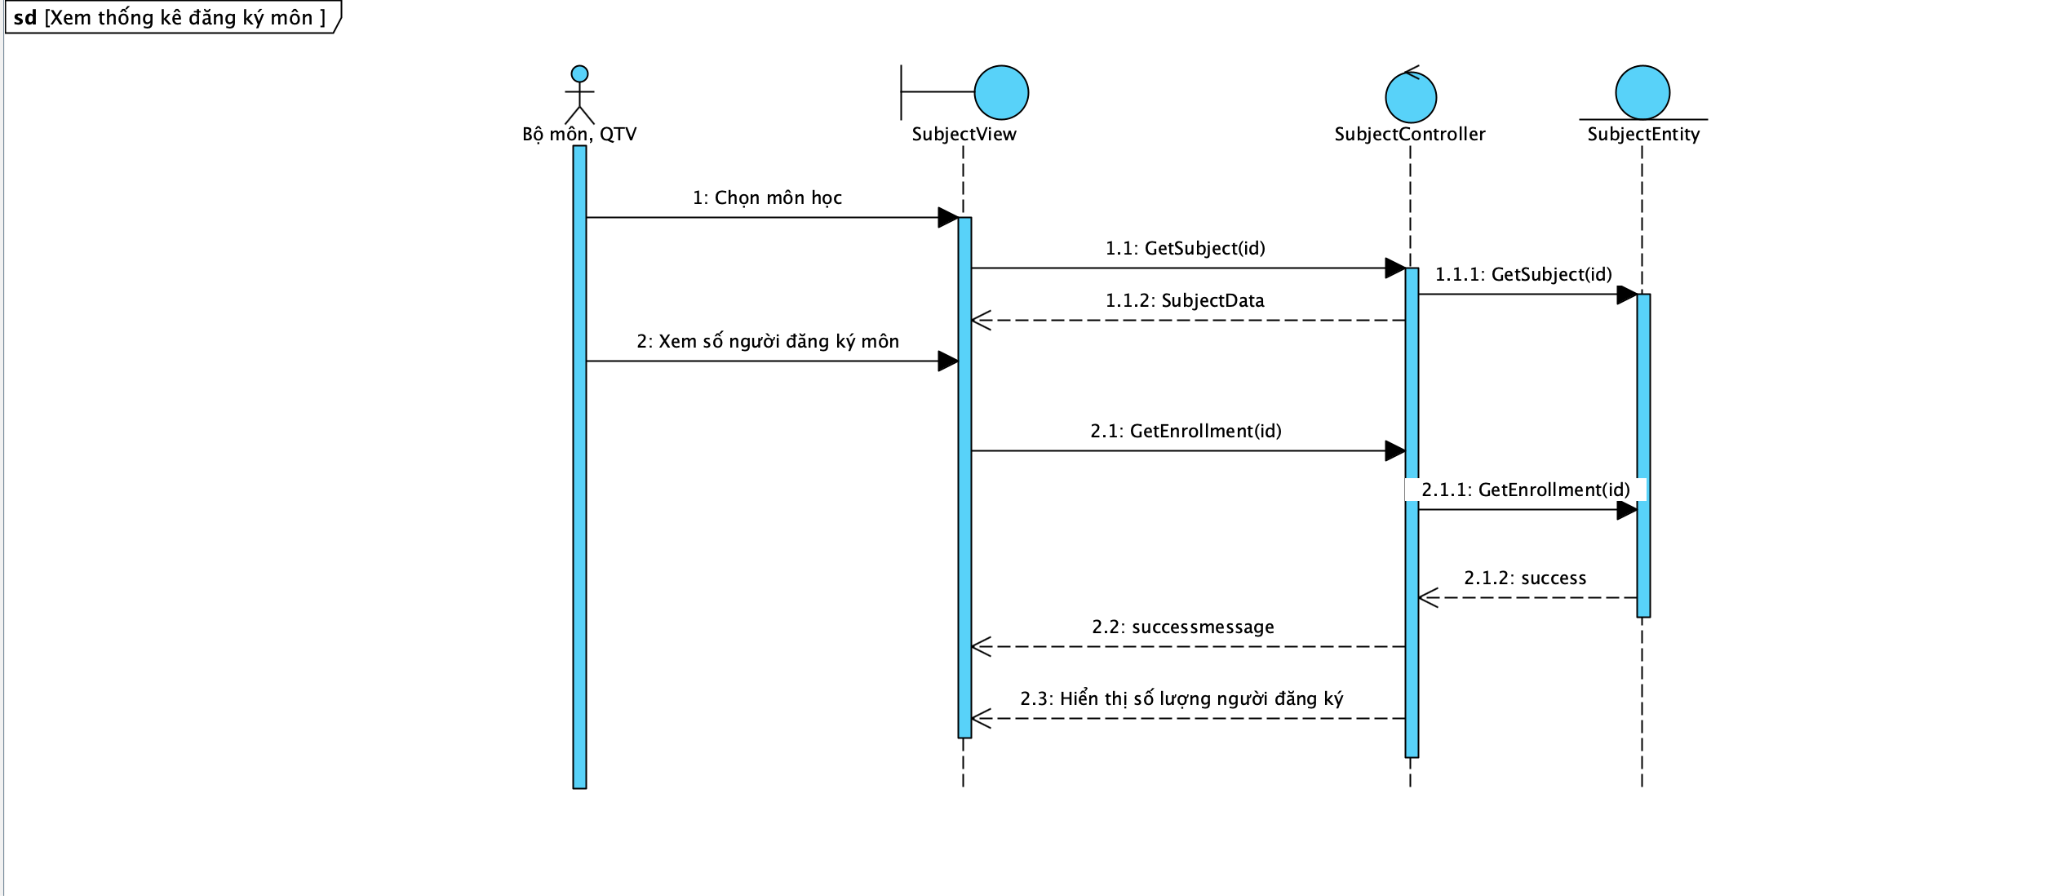 sd [Xem thống kê đăng ký môn ]
Bộ môn, QTV
SubjectView
SubjectController
SubjectEntity
1: Chọn môn học
1.1: GetSubject(id)
1.1.1: GetSubject(id)
1.1.2: SubjectData
2: Xem số người đăng ký môn
2.1: GetEnrollment(id)
2.1.1: GetEnrollment(id)
2.1.2: success
2.2: successmessage
2.3: Hiển thị số lượng người đăng ký